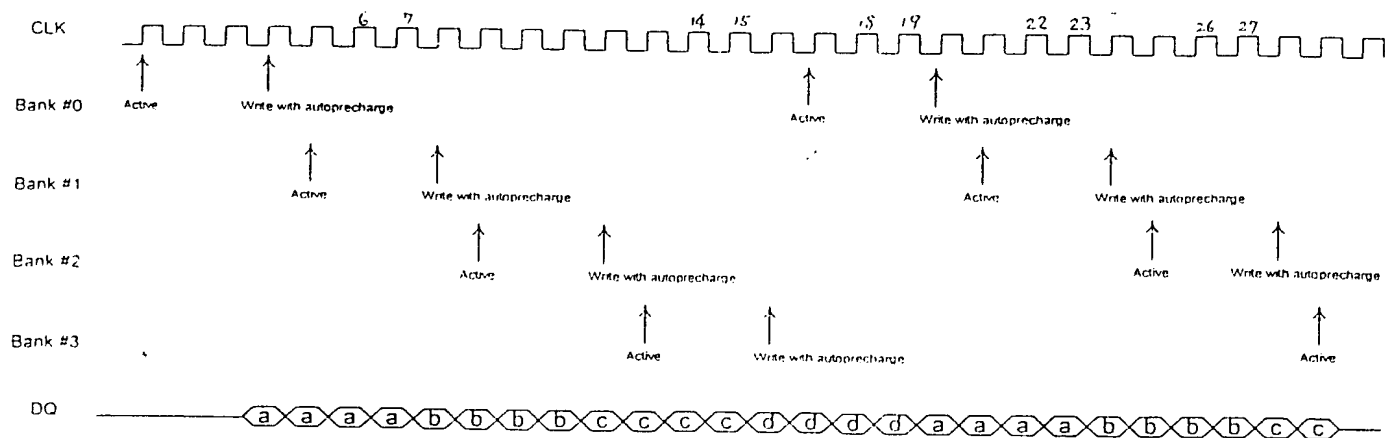 CLK 6 7 14 15 18 19 22 23 26 27
Bank #0 Active Write with autoprecharge Active Write with autoprecharge
Bank #1 Active Write with autoprecharge Active Write with autoprecharge
Bank #2 Active Write with autoprecharge Active Write with autoprecharge
Bank #3 Active Write with autoprecharge Active
DQ a a a a b b b b c c c c d d d d a a a a b b b b c c